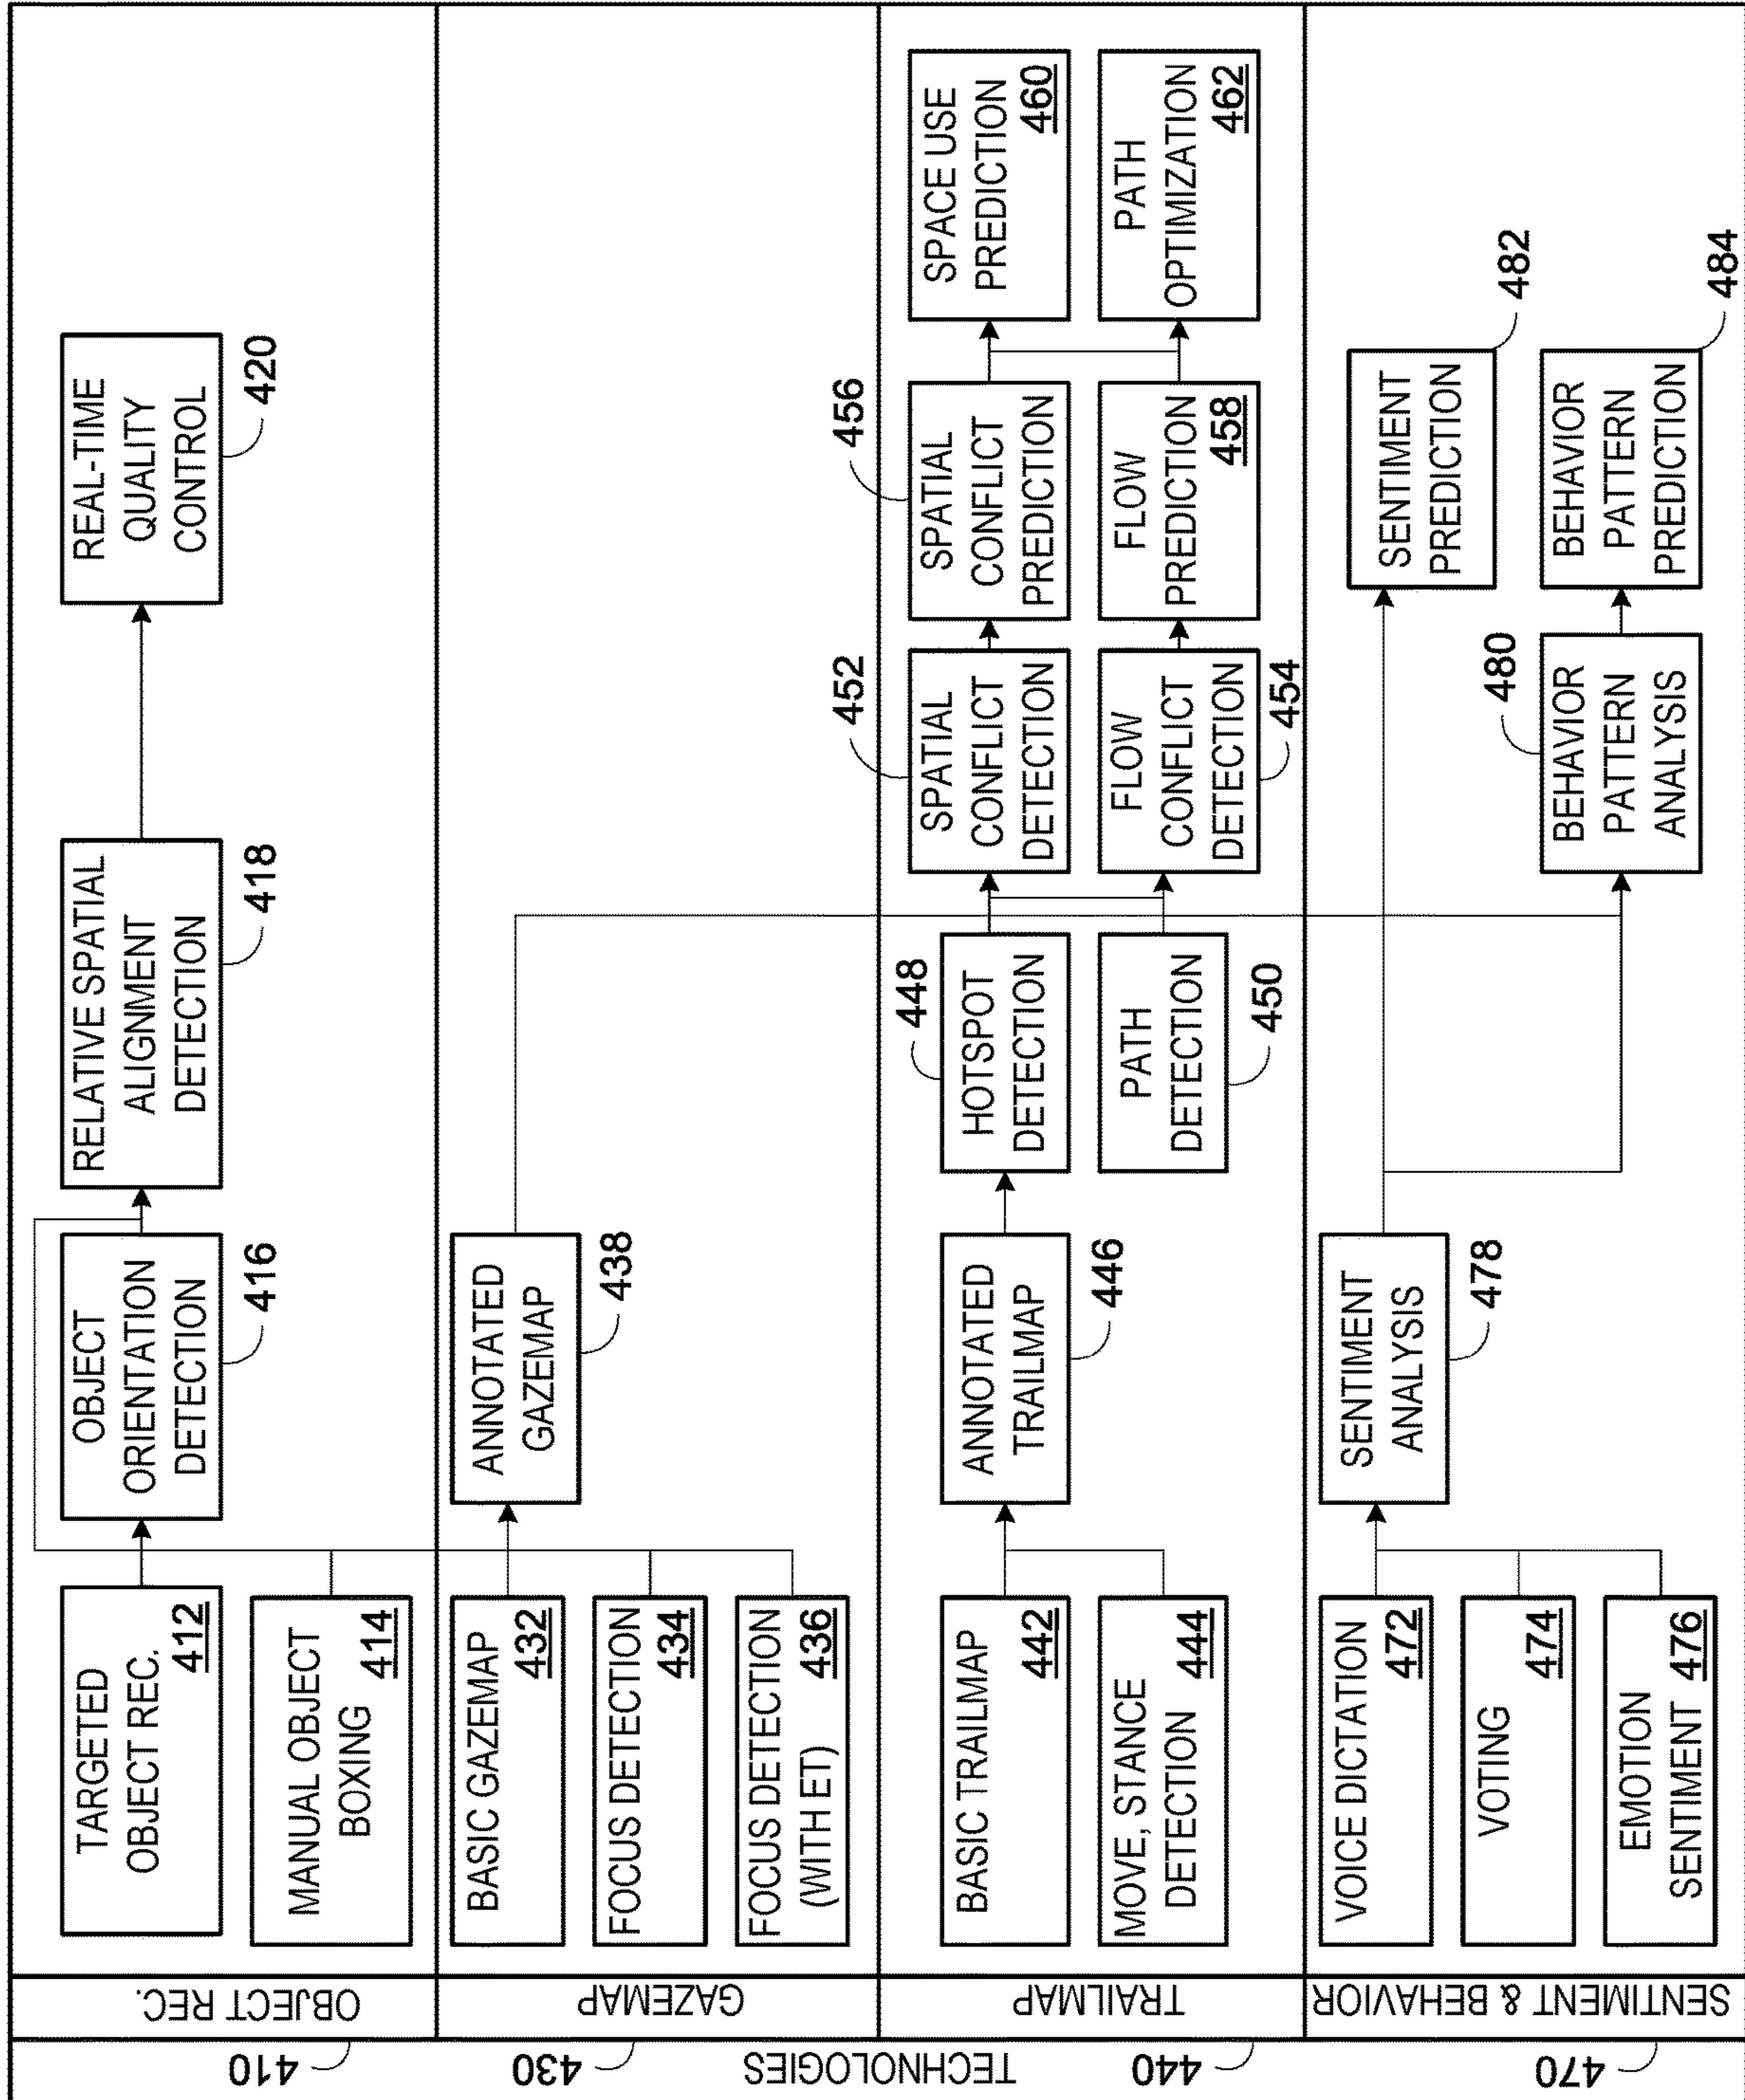 TECHNOLOGIES
410
OBJECT REC.
TARGETED
OBJECT REC.
412
MANUAL OBJECT
BOXING
414
OBJECT
ORIENTATION
DETECTION
416
RELATIVE SPATIAL
ALIGNMENT
DETECTION
418
REAL-TIME
QUALITY
CONTROL
420
430
GAZEMAP
BASIC GAZEMAP
432
FOCUS DETECTION
434
FOCUS DETECTION
(WITH ET)
436
ANNOTATED
GAZEMAP
438
440
TRAILMAP
BASIC TRAILMAP
442
MOVE, STANCE
DETECTION
444
ANNOTATED
TRAILMAP
446
HOTSPOT
DETECTION
448
PATH
DETECTION
450
SPATIAL
CONFLICT
DETECTION
452
FLOW
CONFLICT
DETECTION
454
SPATIAL
CONFLICT
PREDICTION
456
FLOW
PREDICTION
458
SPACE USE
PREDICTION
460
PATH
OPTIMIZATION
462
470
SENTIMENT & BEHAVIOR
VOICE DICTATION
472
VOTING
474
EMOTION
SENTIMENT
476
SENTIMENT
ANALYSIS
478
BEHAVIOR
PATTERN
ANALYSIS
480
SENTIMENT
PREDICTION
482
BEHAVIOR
PATTERN
PREDICTION
484